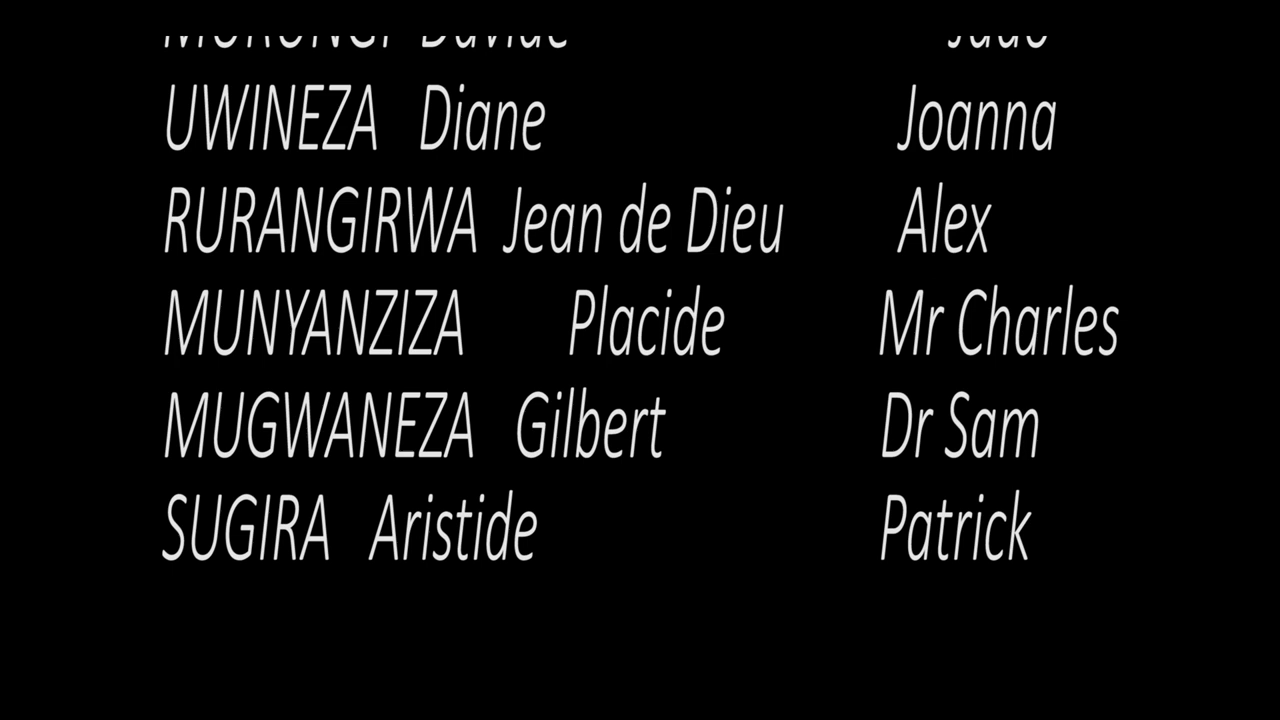 UWINEZA Diane Joanna
RURANGIRWA Jean de Dieu Alex
MUNYANZIZA Placide Mr Charles
MUGWANEZA Gilbert Dr Sam
SUGIRA Aristide Patrick